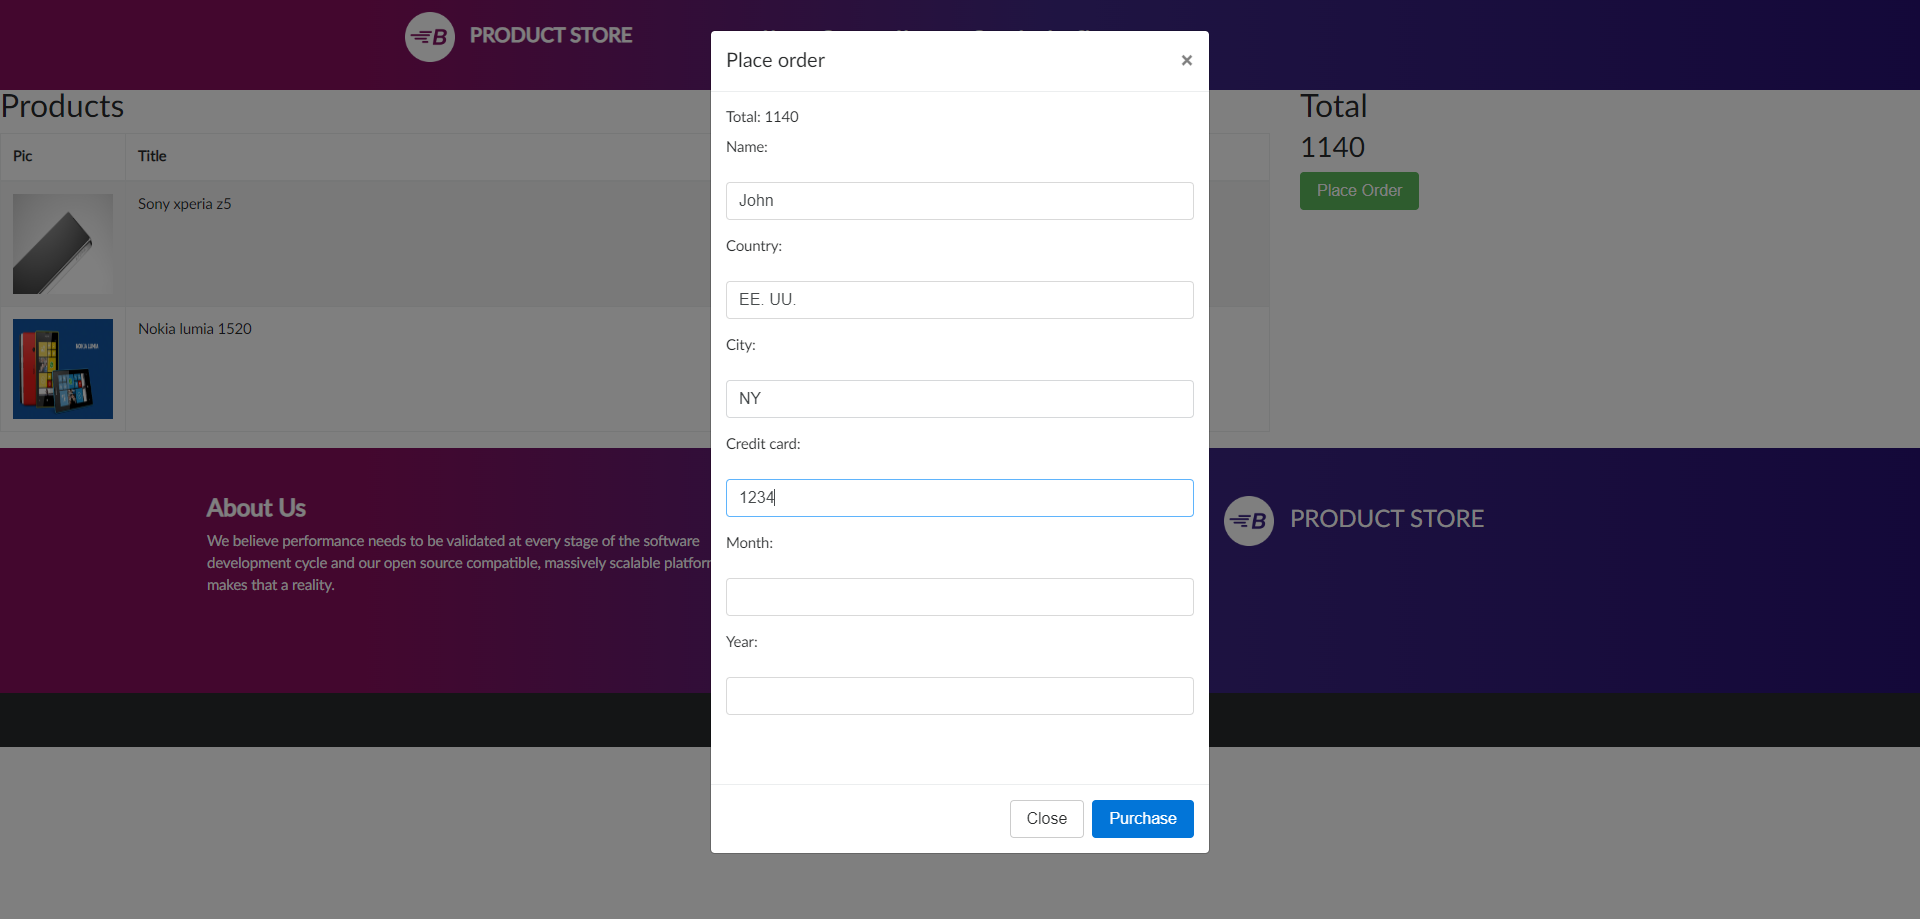 PRODUCT STORE
Products
Pic
Title
Sony xperia z5
Nokia lumia 1520
Total
1140
Place Order
Place order
×
Total: 1140
Name:
John
Country:
EE. UU.
City:
NY
Credit card:
1234
Month:
Year:
Close
Purchase
About Us
We believe performance needs to be validated at every stage of the software
development cycle and our open source compatible, massively scalable platfor
makes that a reality.
B
PRODUCT STORE